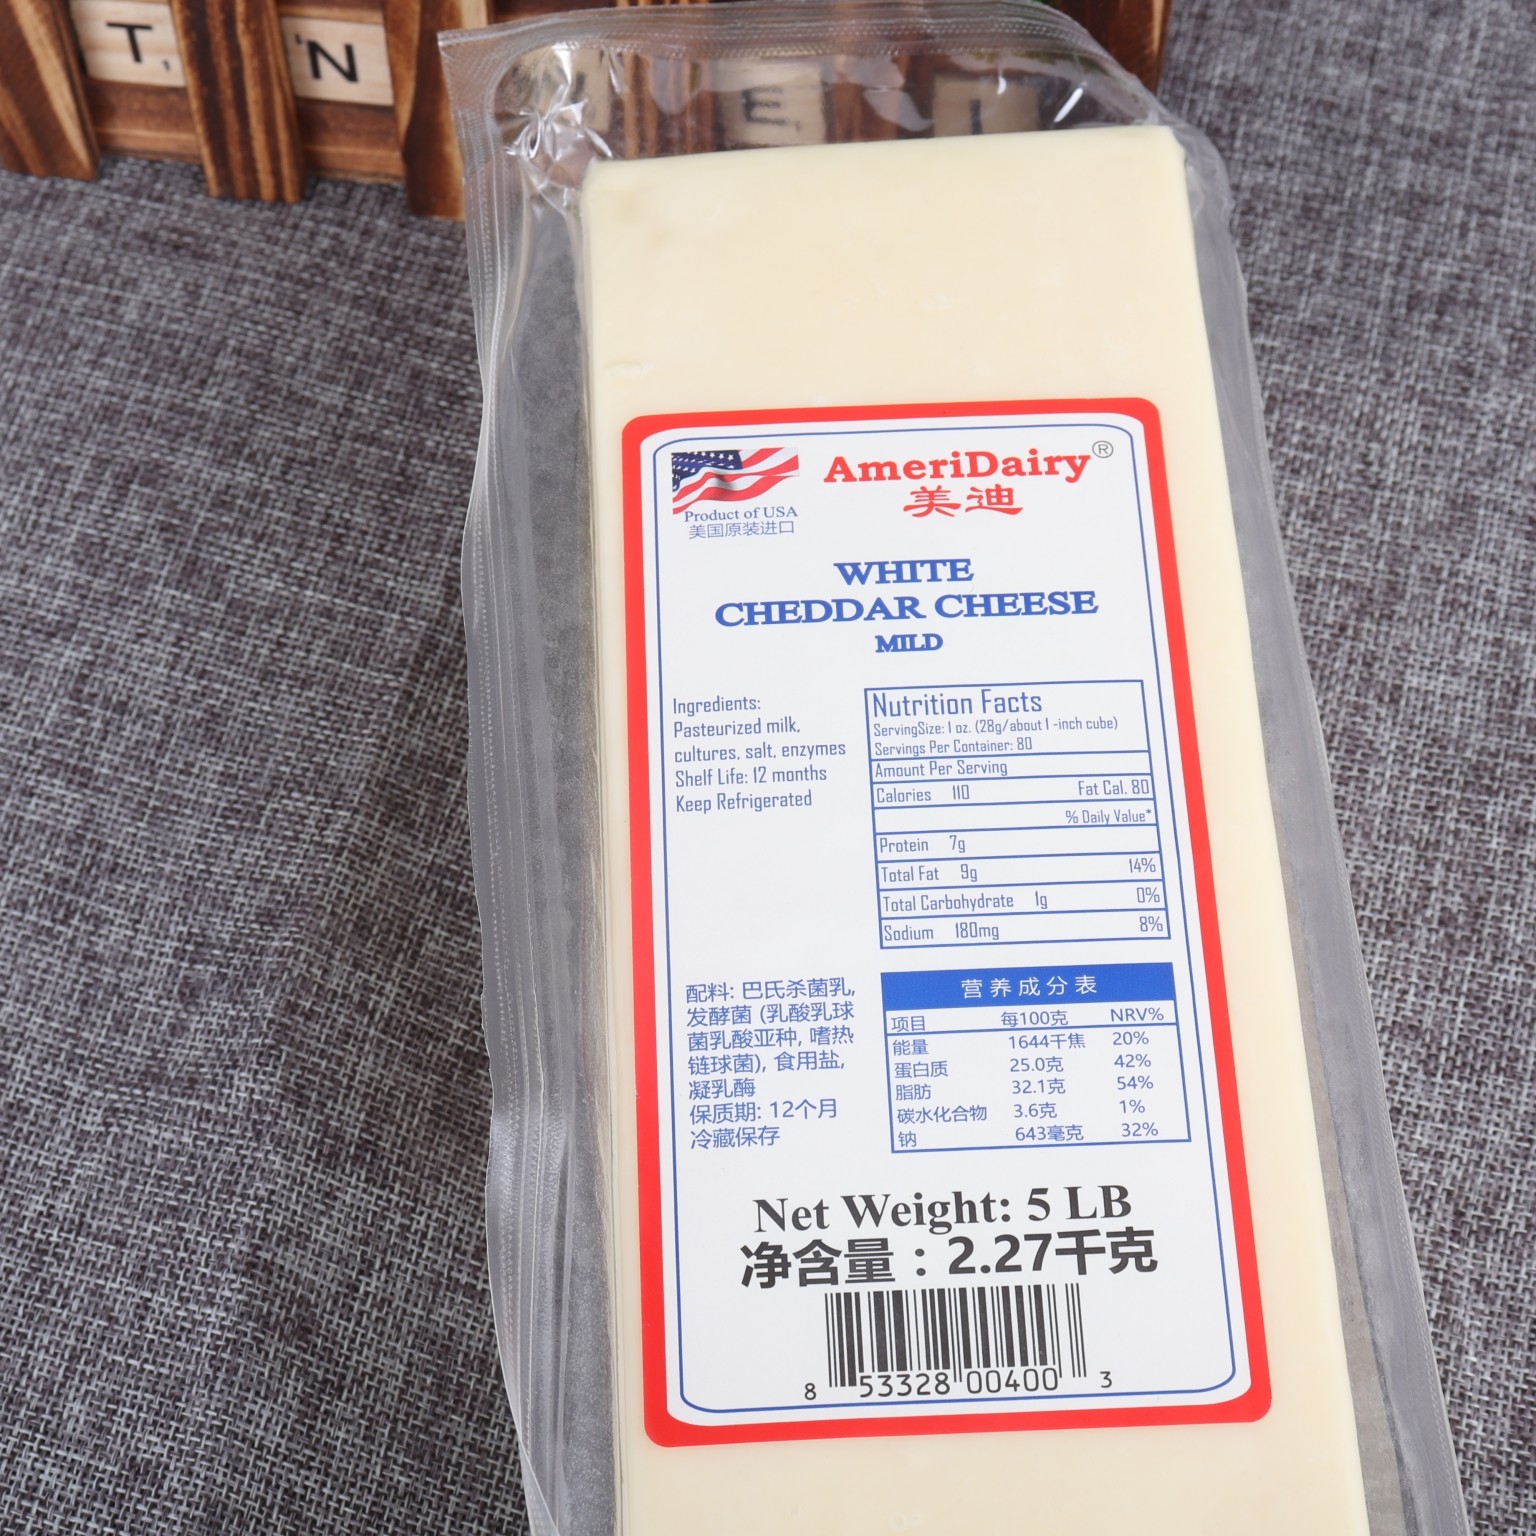 T
N
E
I
AmeriDairy®
美迪
Product of USA
美国原装进口
WHITE
CHEDDAR CHEESE
MILD
Ingredients:
Pasteurized milk,
cultures, salt, enzymes
Shelf Life: 12 months
Keep Refrigerated
Nutrition Facts
ServingSize: 1 oz. (28g/about 1 -inch cube)
Servings Per Container: 80
Amount Per Serving
Calories 110 Fat Cal. 80
% Daily Value*
Protein 7g
Total Fat 9g 14%
Total Carbohydrate 1g 0%
Sodium 180mg 8%
配料: 巴氏杀菌乳,
发酵菌 (乳酸乳球
菌乳酸亚种, 嗜热
链球菌), 食用盐,
凝乳酶
保质期: 12个月
冷藏保存
营养成分表
项目 每100克 NRV%
能量 1644千焦 20%
蛋白质 25.0克 42%
脂肪 32.1克 54%
碳水化合物 3.6克 1%
钠 643毫克 32%
Net Weight: 5 LB
净含量：2.27千克
8 53328 00400 3